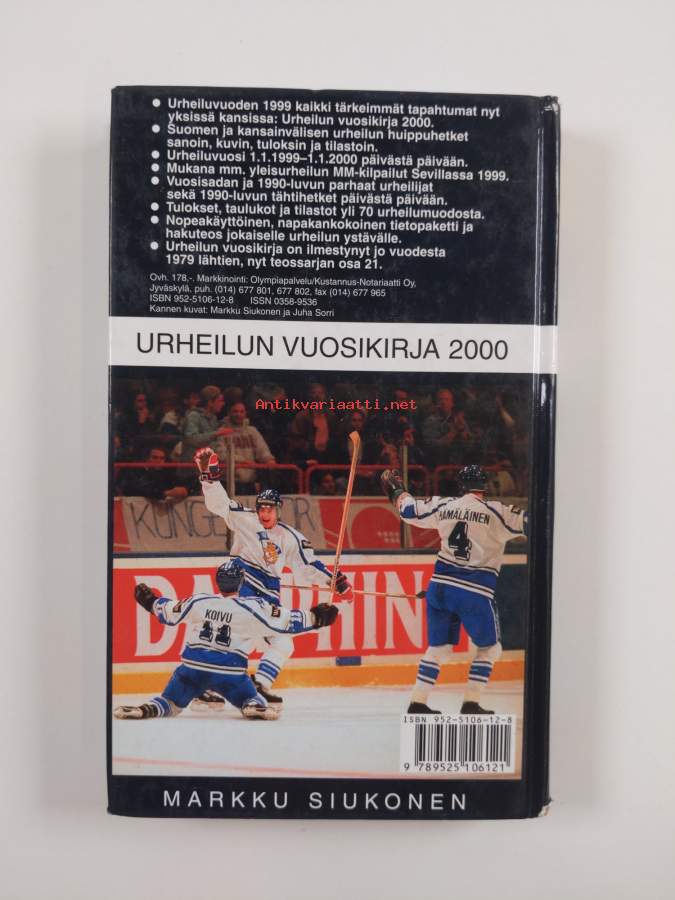 ● Urheiluvuoden 1999 kaikki tärkeimmät tapahtumat nyt
yksissä kansissa: Urheilun vuosikirja 2000.
● Suomen ja kansainvälisen urheilun huippuhetket
sanoin, kuvin, tuloksin ja tilastoin.
● Urheiluvuosi 1.1.1999–1.1.2000 päivästä päivään.
● Mukana mm. yleisurheilun MM-kilpailut Sevillassa 1999.
● Vuosisadan ja 1990-luvun parhaat urheilijat
sekä 1990-luvun tähtihetket päivästä päivään.
● Tulokset, taulukot ja tilastot yli 70 urheilumuodosta.
● Nopeakäyttöinen, napakankokoinen tietopaketti ja
hakuteos jokaiselle urheilun ystävälle.
● Urheilun vuosikirja on ilmestynyt jo vuodesta
1979 lähtien, nyt teossarjan osa 21.
Ovh. 178,-. Markkinointi: Olympiapalvelu/Kustannus-Notariaatti Oy,
Jyväskylä, puh. (014) 677 801, 677 802, fax (014) 677 965
ISBN 952-5106-12-8 ISSN 0358-9536
Kannen kuvat: Markku Siukonen ja Juha Sorri
URHEILUN VUOSIKIRJA 2000
Antikvariaatti.net
HÄMÄLÄINEN
4
KOIVU
11
ISBN 952-5106-12-8
9 789525 106121
MARKKU SIUKONEN